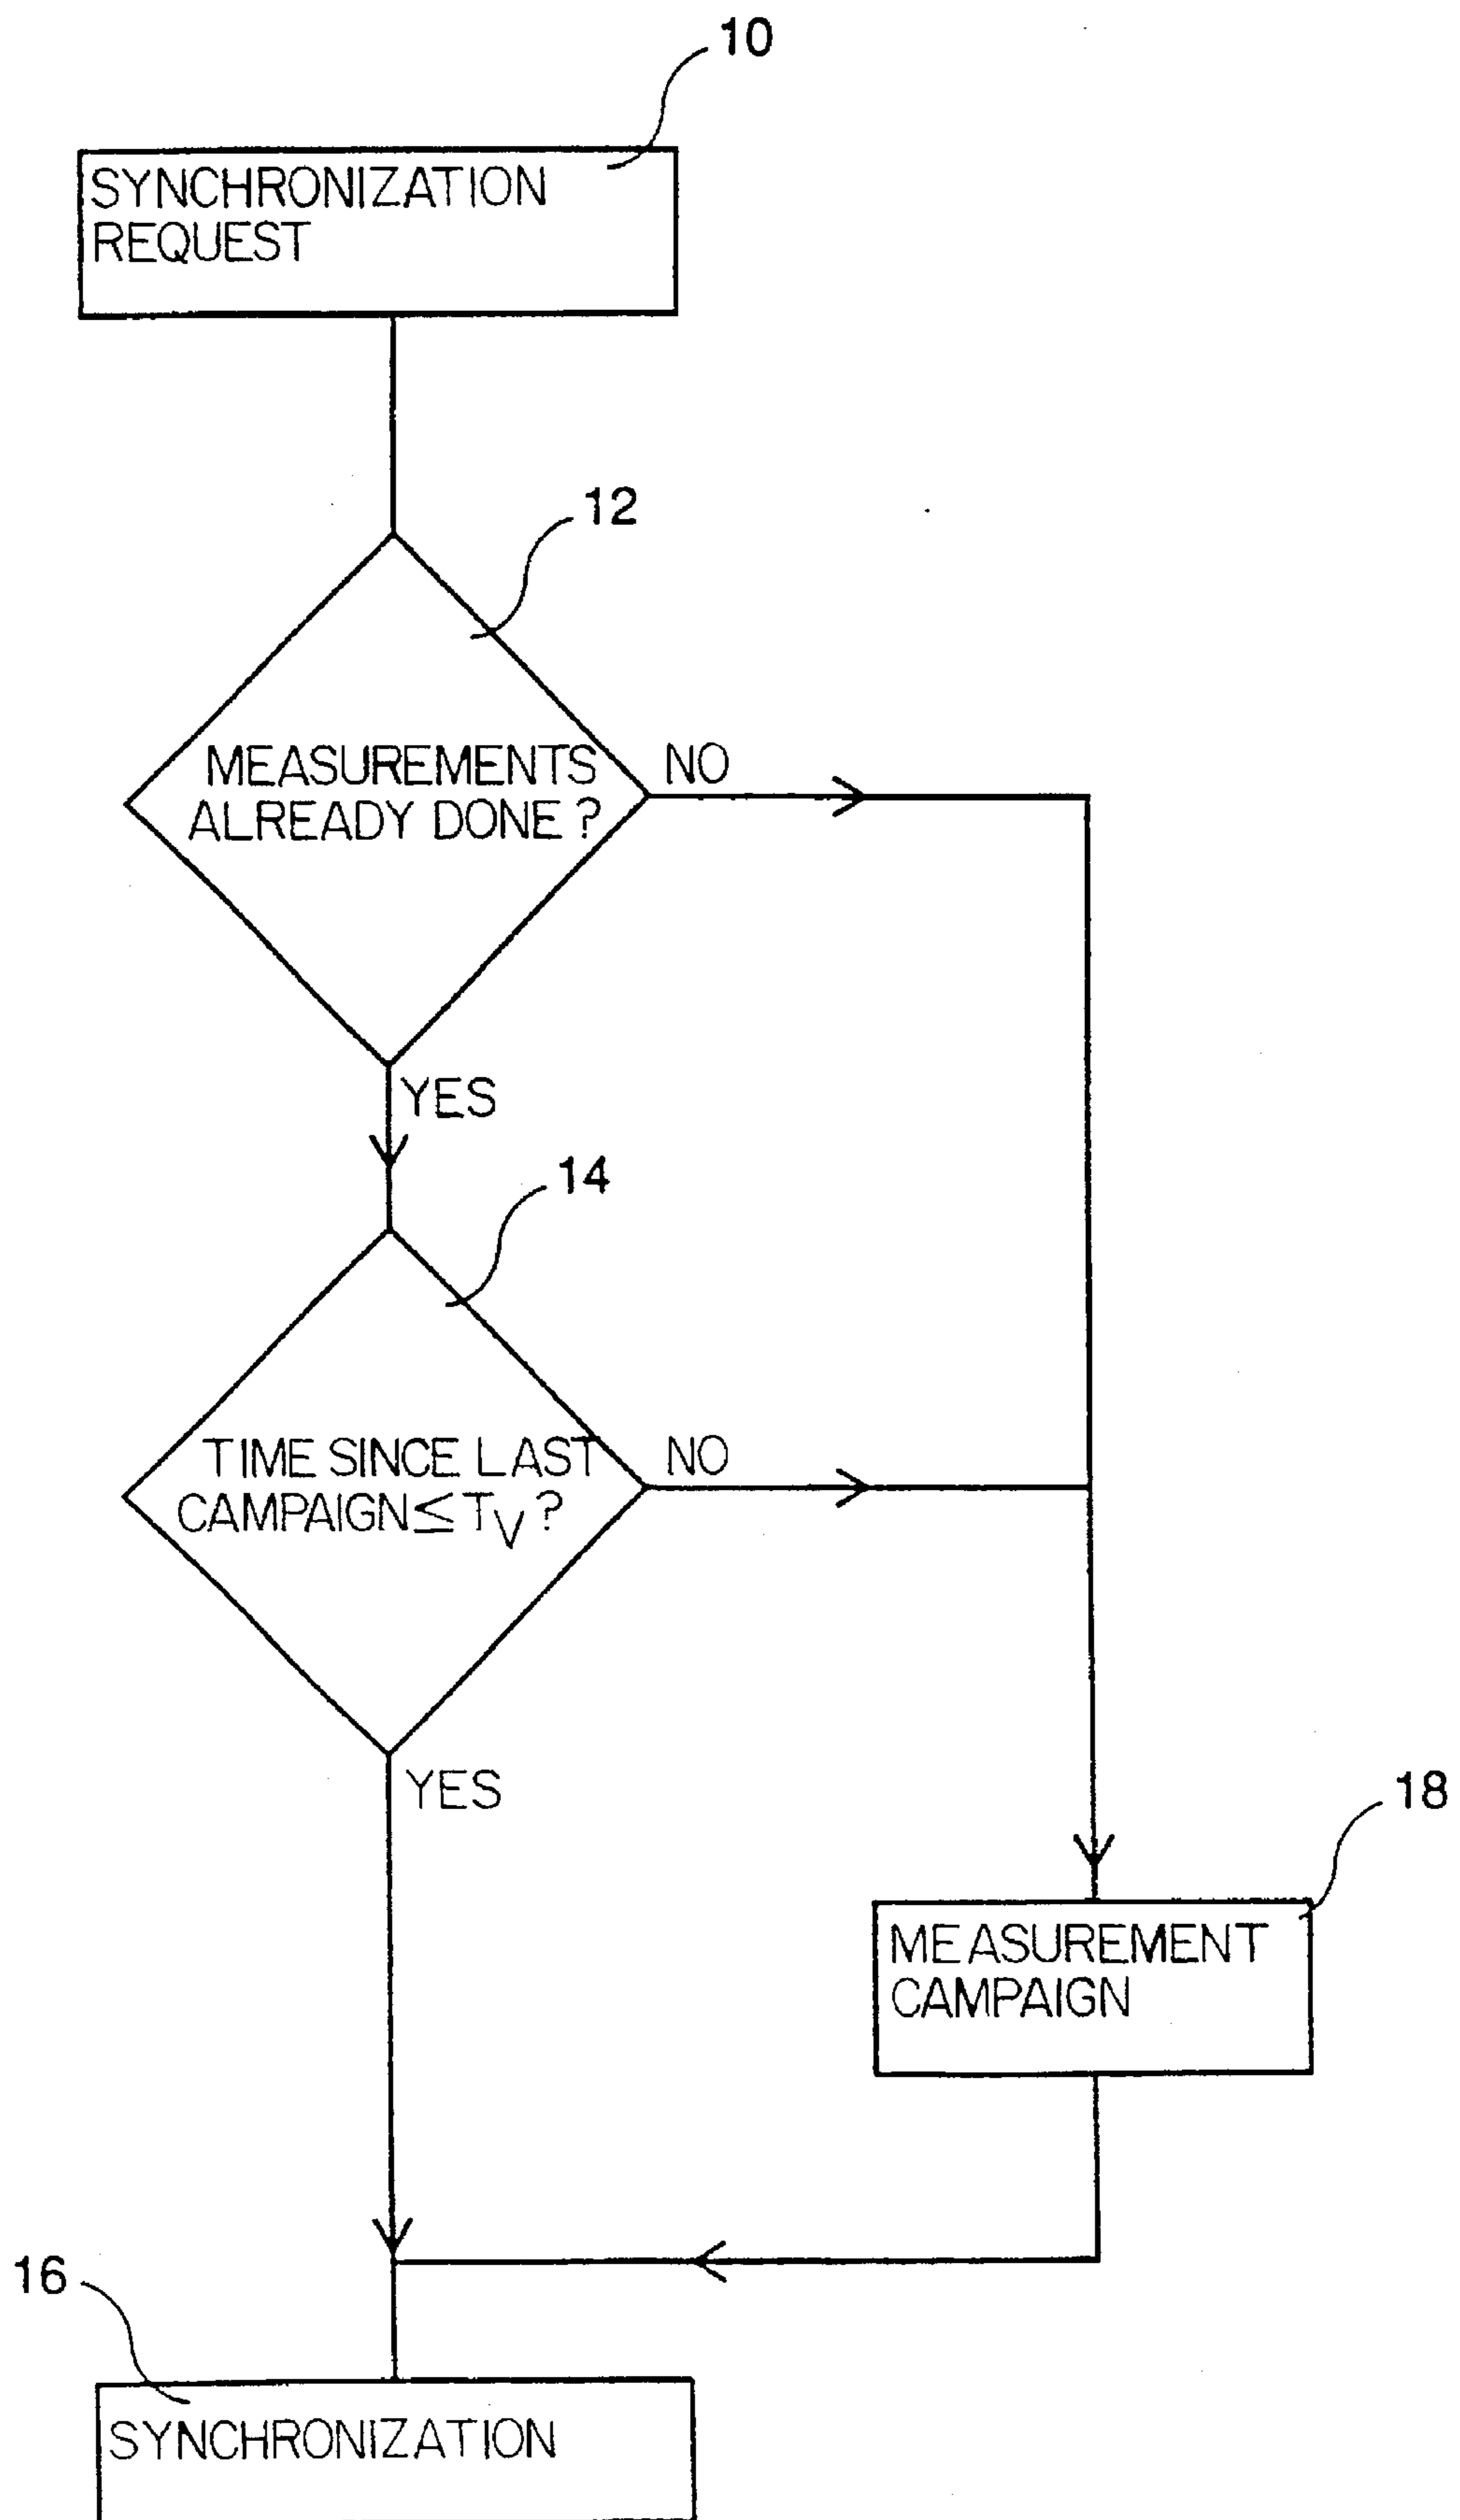 10
SYNCHRONIZATION
REQUEST
12
MEASUREMENTS
ALREADY DONE?
NO
YES
14
TIME SINCE LAST
CAMPAIGN ≤ TV?
NO
YES
18
MEASUREMENT
CAMPAIGN
16
SYNCHRONIZATION